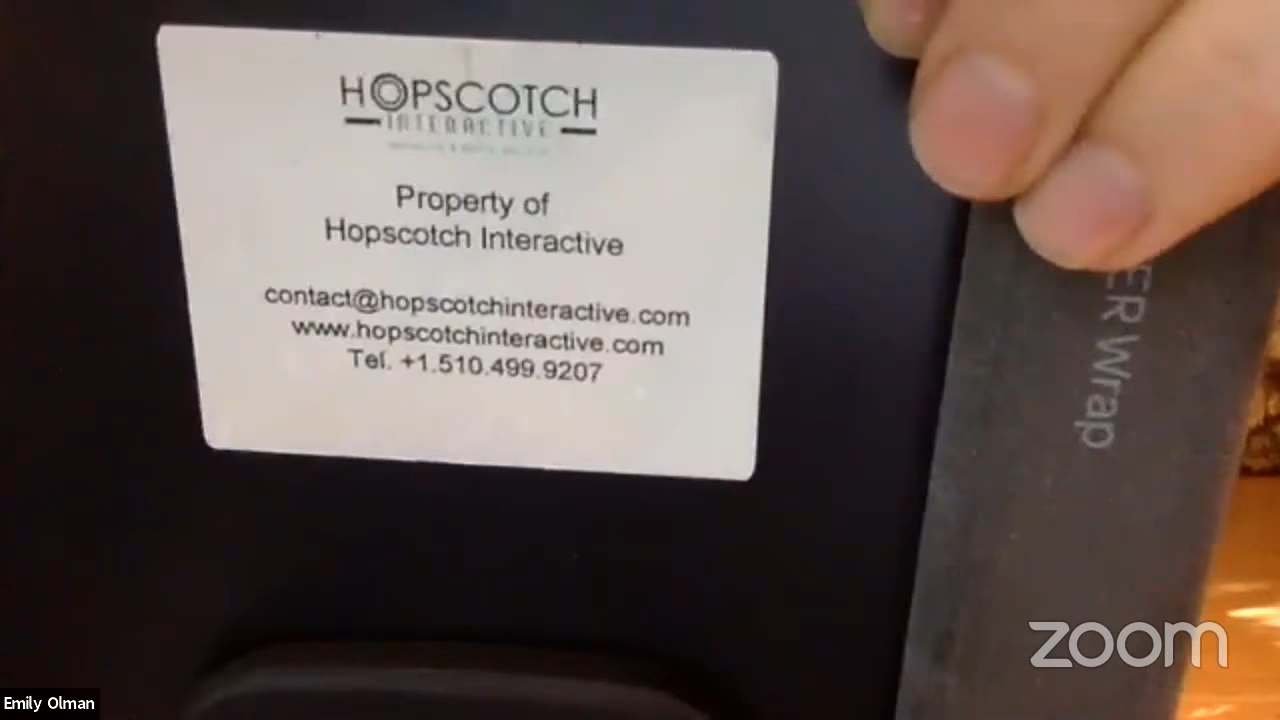 HOPSCOTCH
INTERACTIVE
Property of
Hopscotch Interactive
contact@hopscotchinteractive.com
www.hopscotchinteractive.com
Tel. +1.510.499.9207
ER Wrap
zoom
Emily Olman